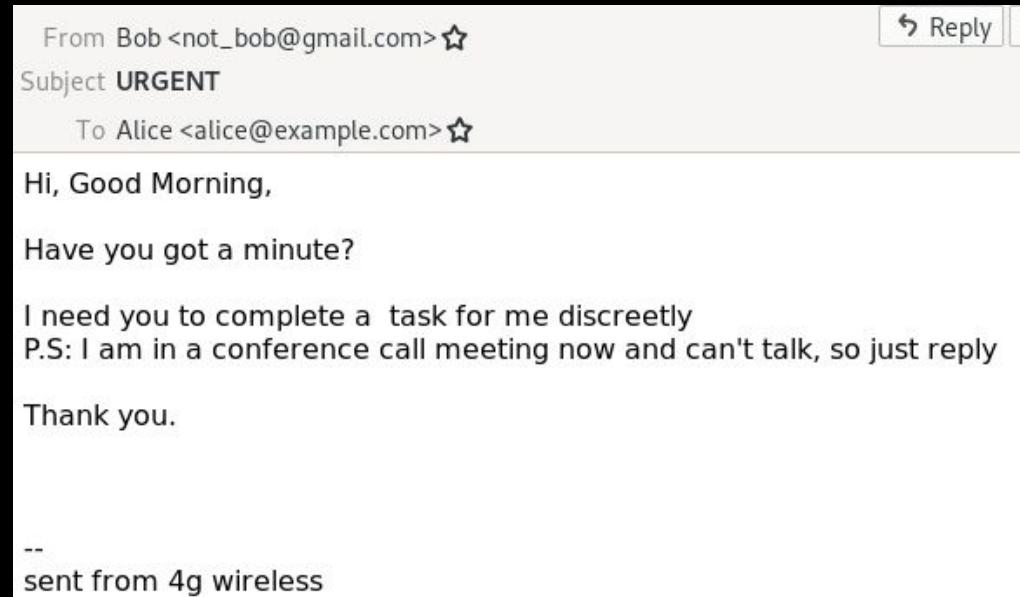 From Bob <not_bob@gmail.com>
Reply
Subject URGENT
To Alice <alice@example.com>
Hi, Good Morning,
Have you got a minute?
I need you to complete a  task for me discreetly
P.S: I am in a conference call meeting now and can't talk, so just reply
Thank you.
--
sent from 4g wireless